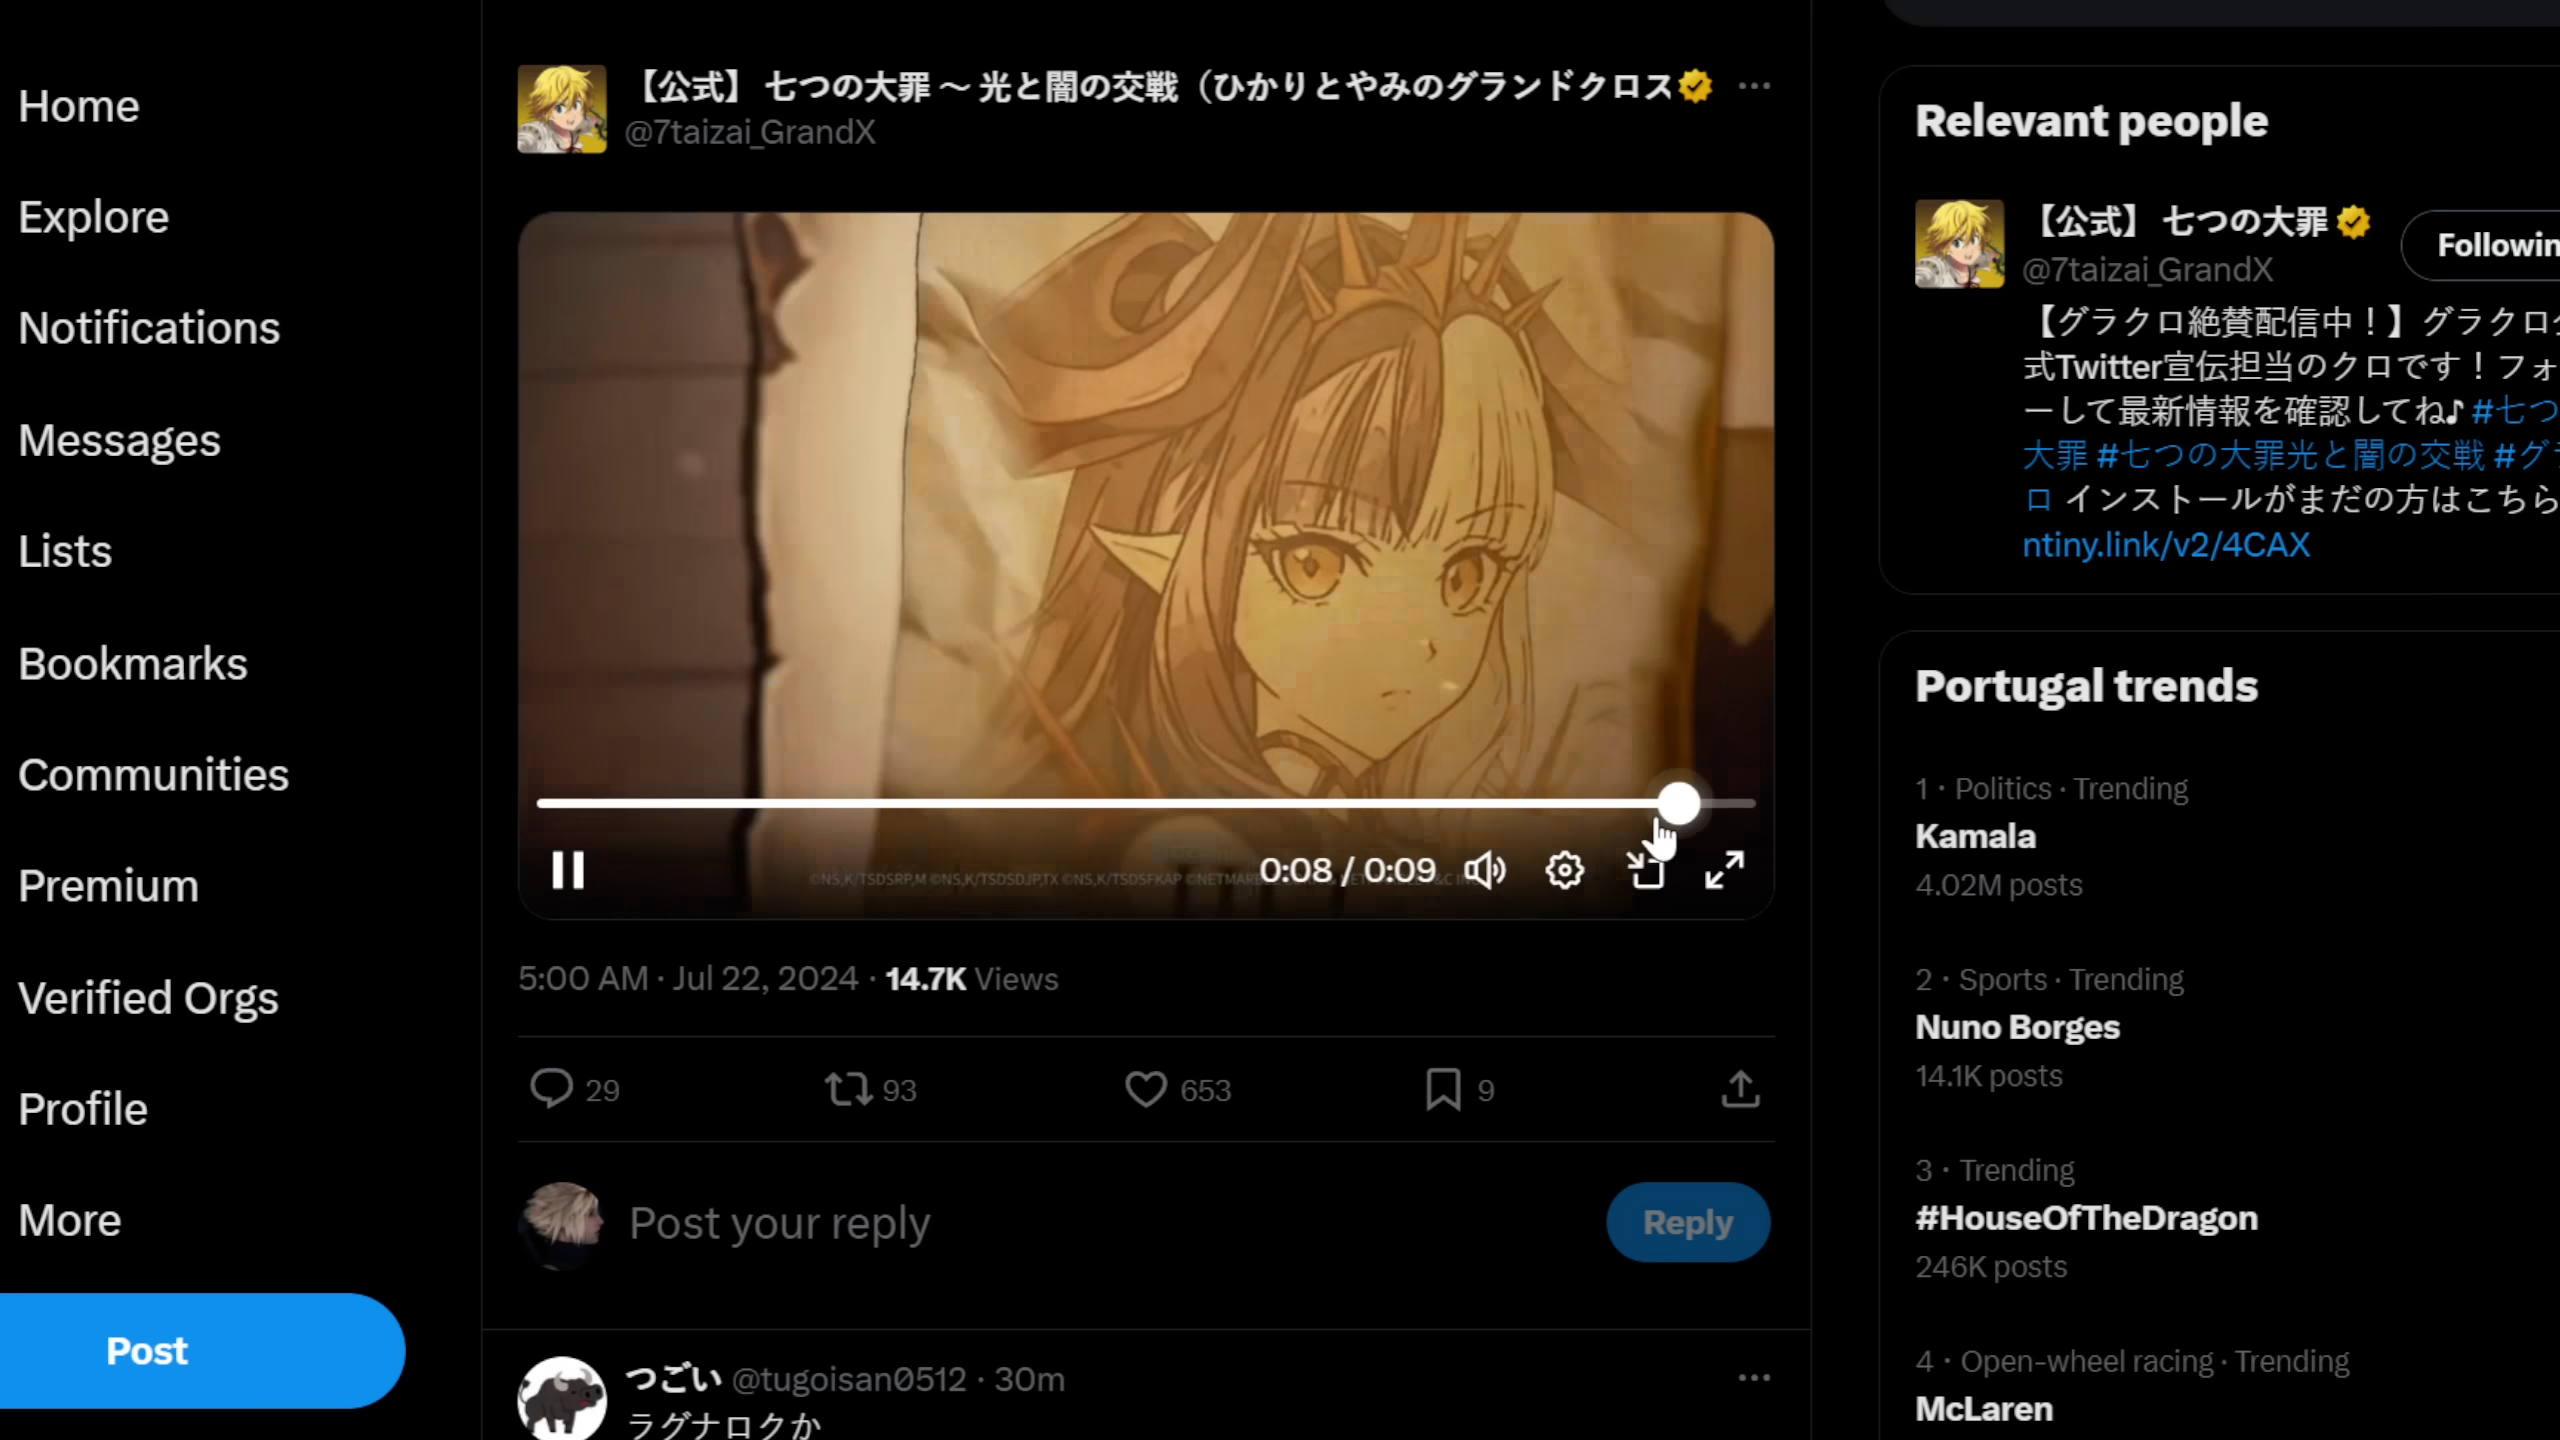 Home
Explore
Notifications
Messages
Lists
Bookmarks
Communities
Premium
Verified Orgs
Profile
More
Post
【公式】 七つの大罪 〜 光と闇の交戦（ひかりとやみのグランドクロス
@7taizai_GrandX
0:08 / 0:09
5:00 AM · Jul 22, 2024 · 14.7K Views
29 93 653 9
Post your reply
Reply
つごい @tugoisan0512 · 30m
ラグナロクか
Relevant people
【公式】 七つの大罪
Followin
@7taizai_GrandX
【グラクロ絶賛配信中！】グラクロ
式Twitter宣伝担当のクロです！フォ
ーして最新情報を確認してね♪ #七つ
大罪 #七つの大罪光と闇の交戦 #グ
ロ インストールがまだの方はこちら
ntiny.link/v2/4CAX
Portugal trends
1 · Politics · Trending
Kamala
4.02M posts
2 · Sports · Trending
Nuno Borges
14.1K posts
3 · Trending
#HouseOfTheDragon
246K posts
4 · Open-wheel racing · Trending
McLaren